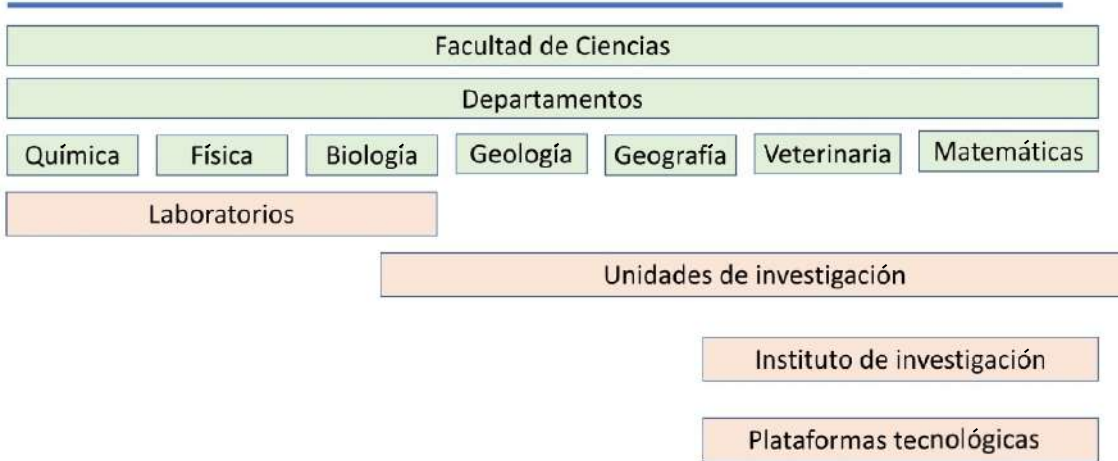 Facultad de Ciencias
Departamentos
Química
Física
Biología
Geología
Geografía
Veterinaria
Matemáticas
Laboratorios
Unidades de investigación
Instituto de investigación
Plataformas tecnológicas